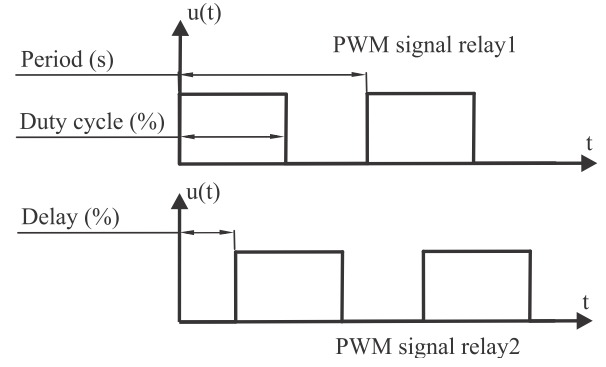 u(t)
PWM signal relay1
Period (s)
Duty cycle (%)
t
u(t)
Delay (%)
t
PWM signal relay2